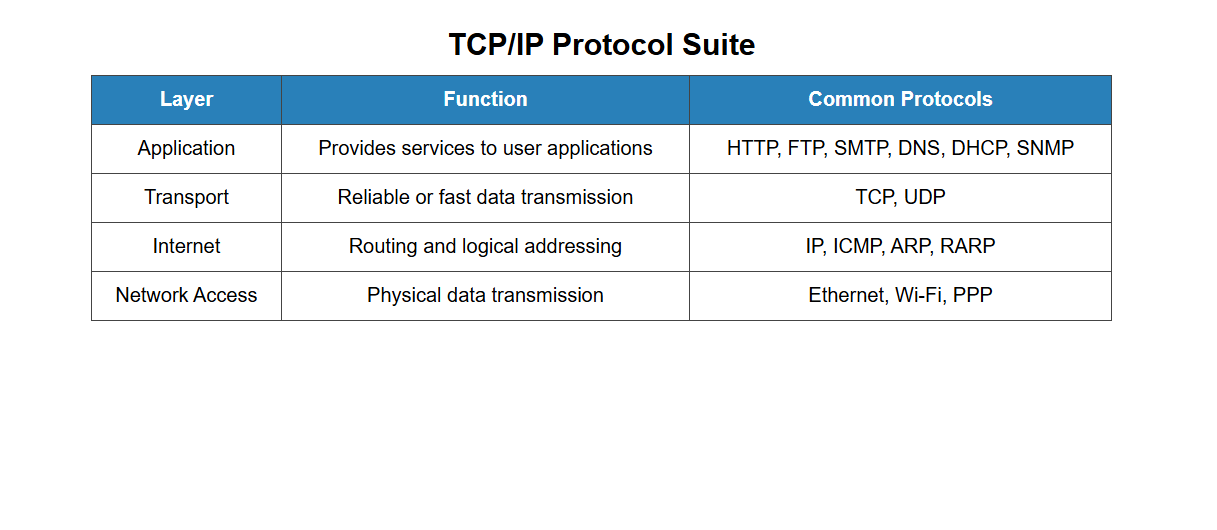 TCP/IP Protocol Suite
Layer Function Common Protocols
Application Provides services to user applications HTTP, FTP, SMTP, DNS, DHCP, SNMP
Transport Reliable or fast data transmission TCP, UDP
Internet Routing and logical addressing IP, ICMP, ARP, RARP
Network Access Physical data transmission Ethernet, Wi-Fi, PPP